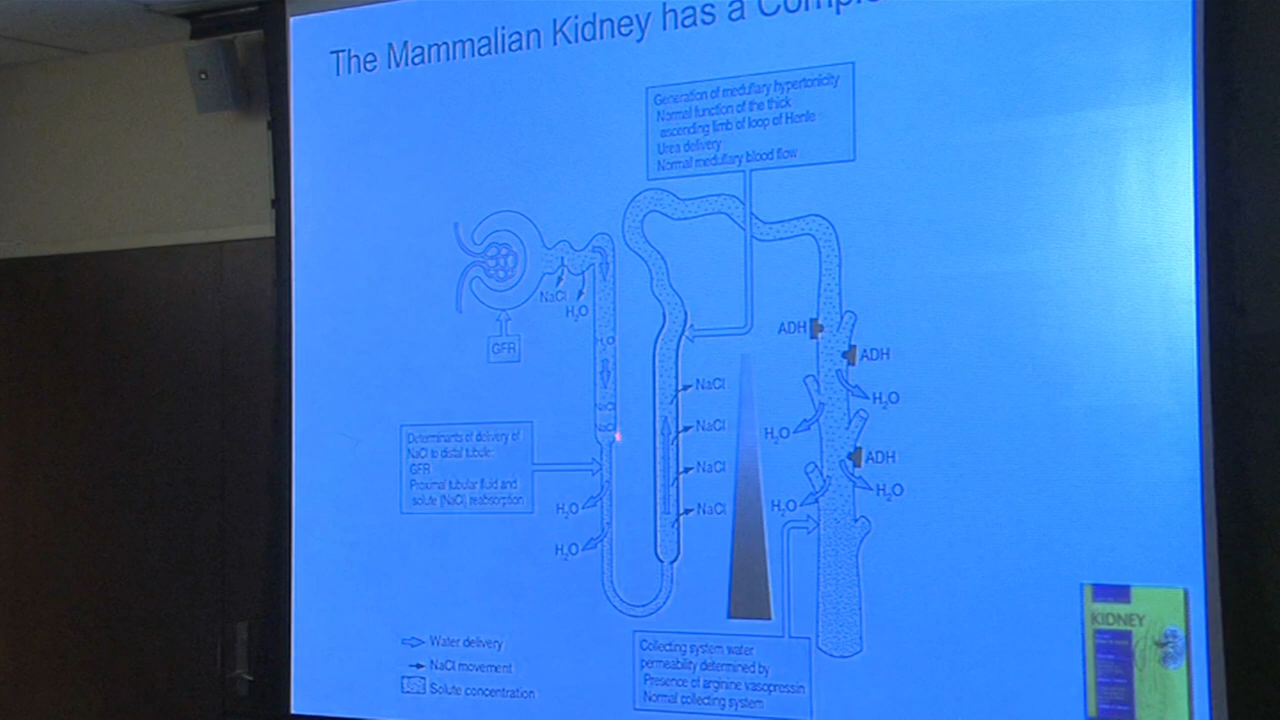 The Mammalian Kidney has a
Generation of medullary hypertonicity
Normal function of the thick
ascending limb of loop of Henle
Urea delivery
Normal medullary blood flow
NaCl
H₂O
GFR
H₂O
NaCl
NaCl
Determinants of delivery of
NaCl to distal tubule:
GFR
Proximal tubular fluid and
solute (NaCl) reabsorption
H₂O
H₂O
NaCl
NaCl
NaCl
NaCl
ADH
ADH
H₂O
H₂O
ADH
H₂O
H₂O
Collecting system water
permeability determined by
Presence of arginine vasopressin
Normal collecting system
Water delivery
NaCl movement
Solute concentration
KIDNEY